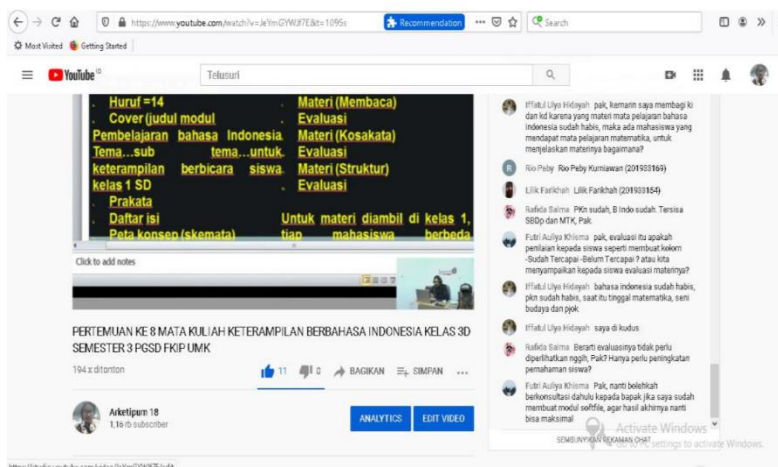 https://www.youtube.com/watch?v=JeYmGYWJf7E&t=1095s
Recommendation
Search
Most Visited
Getting Started
YouTube ID
Telusuri
. Huruf =14
. Cover (judul modul
Pembelajaran bahasa Indonesia
Tema...sub tema...untuk
keterampilan berbicara siswa
kelas 1 SD
. Prakata
. Daftar isi
. Peta konsep (skemata)
. Materi (Membaca)
. Evaluasi
. Materi (Kosakata)
. Evaluasi
. Materi (Struktur)
. Evaluasi
Untuk materi diambil di kelas 1,
tiap mahasiswa berbeda
Click to add notes
PERTEMUAN KE 8 MATA KULIAH KETERAMPILAN BERBAHASA INDONESIA KELAS 3D
SEMESTER 3 PGSD FKIP UMK
194 x ditonton
11
0
BAGIKAN
SIMPAN
Arketipum 18
1,16 rb subscriber
ANALYTICS
EDIT VIDEO
Iffatul Ulya Hidayah pak, kemarin saya membagi ki
dan kd karena yang materi mata pelajaran bahasa
indonesia sudah habis, maka ada mahasiswa yang
mendapat mata pelajaran matematika, untuk
menjelaskan materinya bagaimana?
R
Rio Peby Rio Peby Kurniawan (201933169)
Lilik Farikhah Lilik Farikhah (201933154)
Rafida Salma PKn sudah, B Indo sudah. Tersisa
SBDp dan MTK, Pak
Putri Auliya Khisma pak, evaluasi itu apakah
penilaian kepada siswa seperti membuat kolom
-Sudah Tercapai -Belum Tercapai ? atau kita
menyampaikan kepada siswa evaluasi materinya?
Iffatul Ulya Hidayah bahasa indonesia sudah habis,
pkn sudah habis, saat itu tinggal matematika, seni
budaya dan pjok
Iffatul Ulya Hidayah saya di kudus
Rafida Salma Berarti evaluasinya tidak perlu
diperlihatkan nggih, Pak? Hanya perlu peningkatan
pemahaman siswa?
Putri Auliya Khisma Pak, nanti bolehkah
berkonsultasi dahulu kepada bapak jika saya sudah
membuat modul softfile, agar hasil akhirnya nanti
bisa maksimal
SEMBUNYIKAN REKAMAN CHAT
Activate Windows
Go to PC settings to activate Windows.